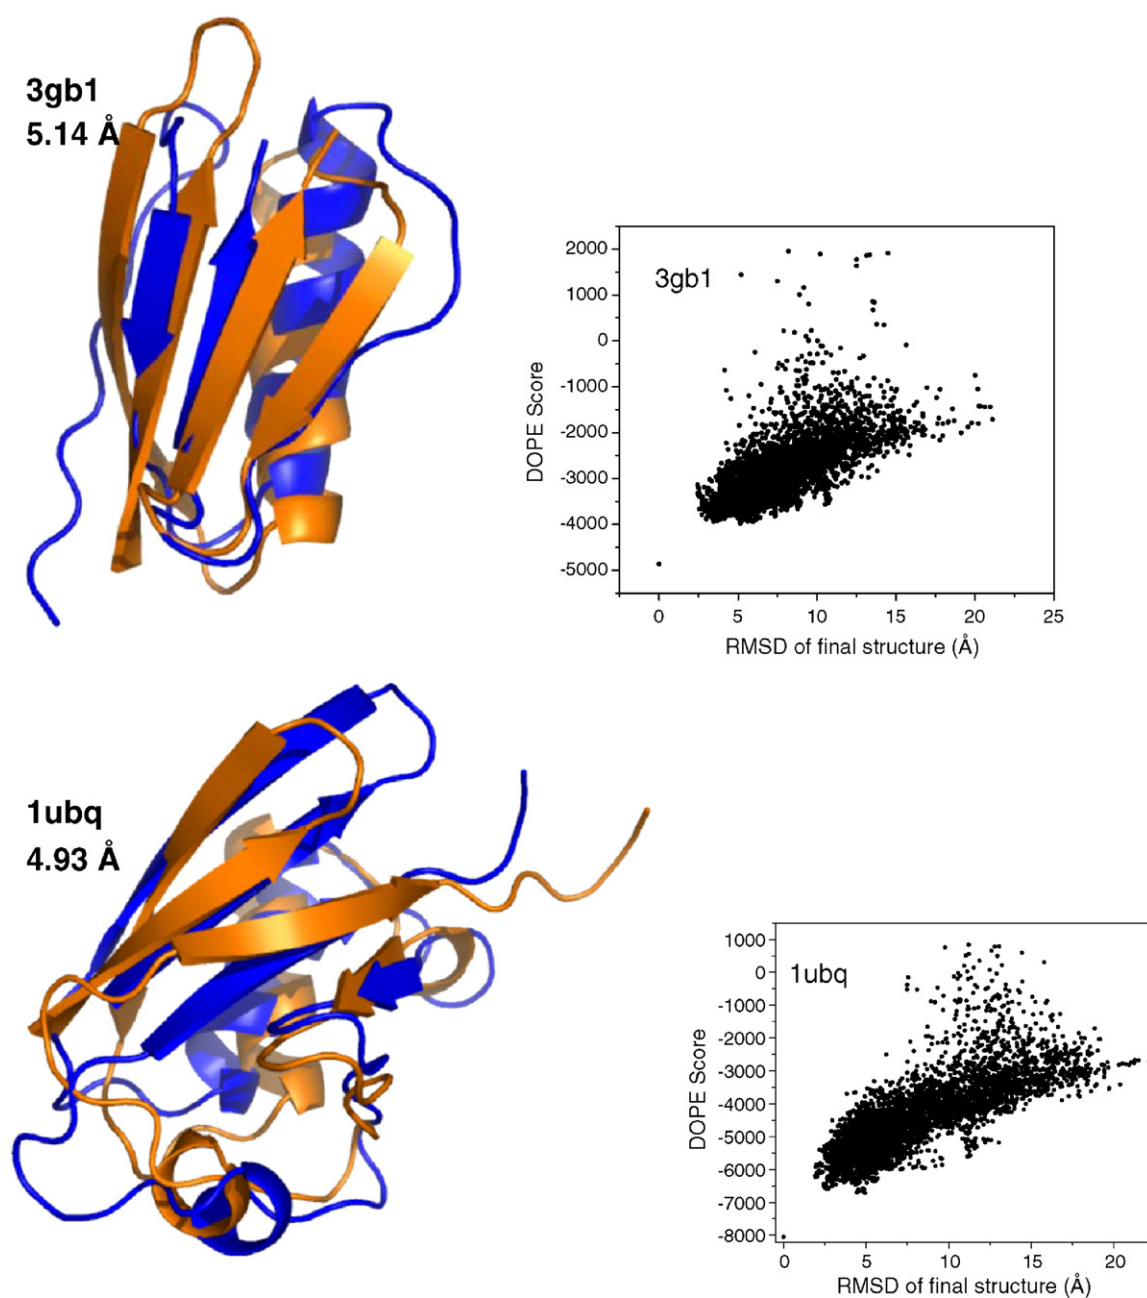 3gb1
5.14 Å
3gb1
DOPE Score
2000
1000
0
-1000
-2000
-3000
-4000
-5000
0 5 10 15 20 25
RMSD of final structure (Å)
1ubq
4.93 Å
1ubq
DOPE Score
1000
0
-1000
-2000
-3000
-4000
-5000
-6000
-7000
-8000
0 5 10 15 20
RMSD of final structure (Å)